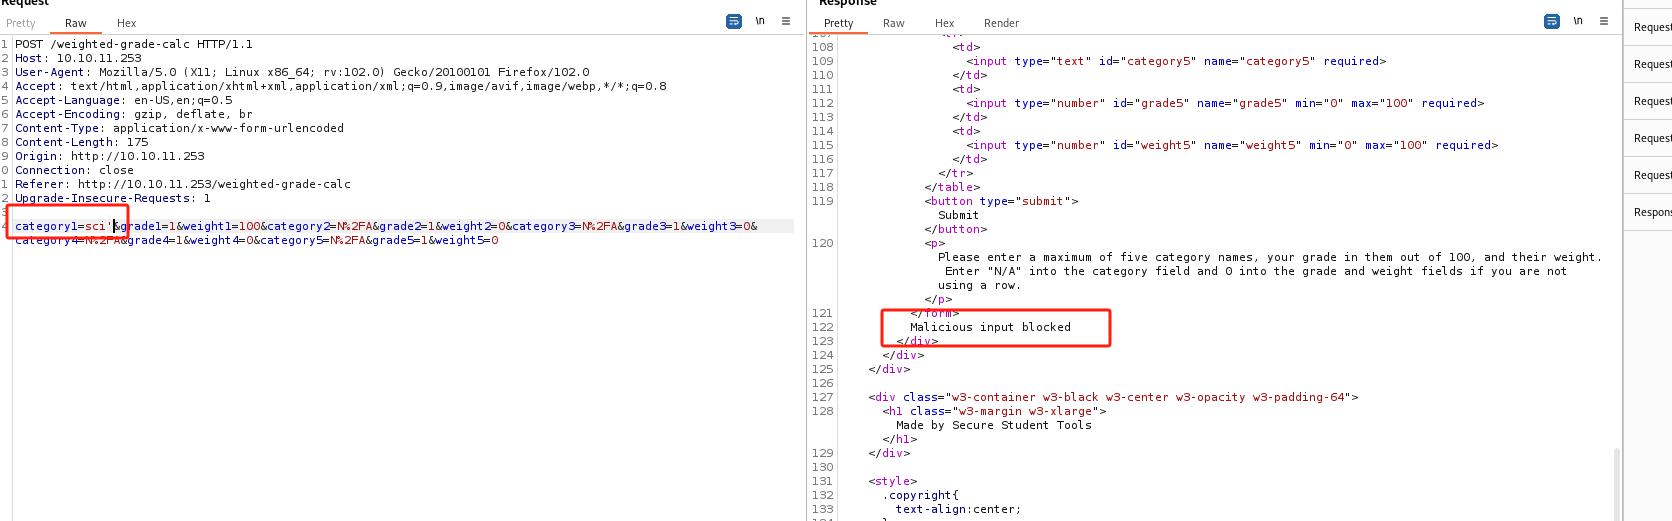 Request
Response
Pretty Raw Hex \n ≡
Pretty Raw Hex Render \n ≡
1 POST /weighted-grade-calc HTTP/1.1
2 Host: 10.10.11.253
3 User-Agent: Mozilla/5.0 (X11; Linux x86_64; rv:102.0) Gecko/20100101 Firefox/102.0
4 Accept: text/html,application/xhtml+xml,application/xml;q=0.9,image/avif,image/webp,*/*;q=0.8
5 Accept-Language: en-US,en;q=0.5
6 Accept-Encoding: gzip, deflate, br
7 Content-Type: application/x-www-form-urlencoded
8 Content-Length: 175
9 Origin: http://10.10.11.253
0 Connection: close
1 Referer: http://10.10.11.253/weighted-grade-calc
2 Upgrade-Insecure-Requests: 1
3
4 category1=sci'&grade1=1&weight1=100&category2=N%2FA&grade2=1&weight2=0&category3=N%2FA&grade3=1&weight3=0&
category4=N%2FA&grade4=1&weight4=0&category5=N%2FA&grade5=1&weight5=0
107 <tr>
108 <td>
109 <input type="text" id="category5" name="category5" required>
110 </td>
111 <td>
112 <input type="number" id="grade5" name="grade5" min="0" max="100" required>
113 </td>
114 <td>
115 <input type="number" id="weight5" name="weight5" min="0" max="100" required>
116 </td>
117 </tr>
118 </table>
119 <button type="submit">
Submit
</button>
120 <p>
Please enter a maximum of five category names, your grade in them out of 100, and their weight.
Enter "N/A" into the category field and 0 into the grade and weight fields if you are not
using a row.
</p>
121 </form>
122 Malicious input blocked
123 </div>
124 </div>
125 </div>
126
127 <div class="w3-container w3-black w3-center w3-opacity w3-padding-64">
128 <h1 class="w3-margin w3-xlarge">
Made by Secure Student Tools
</h1>
129 </div>
130
131 <style>
132 .copyright{
133 text-align:center;
134 }
Request
Request
Request
Request
Request
Respons